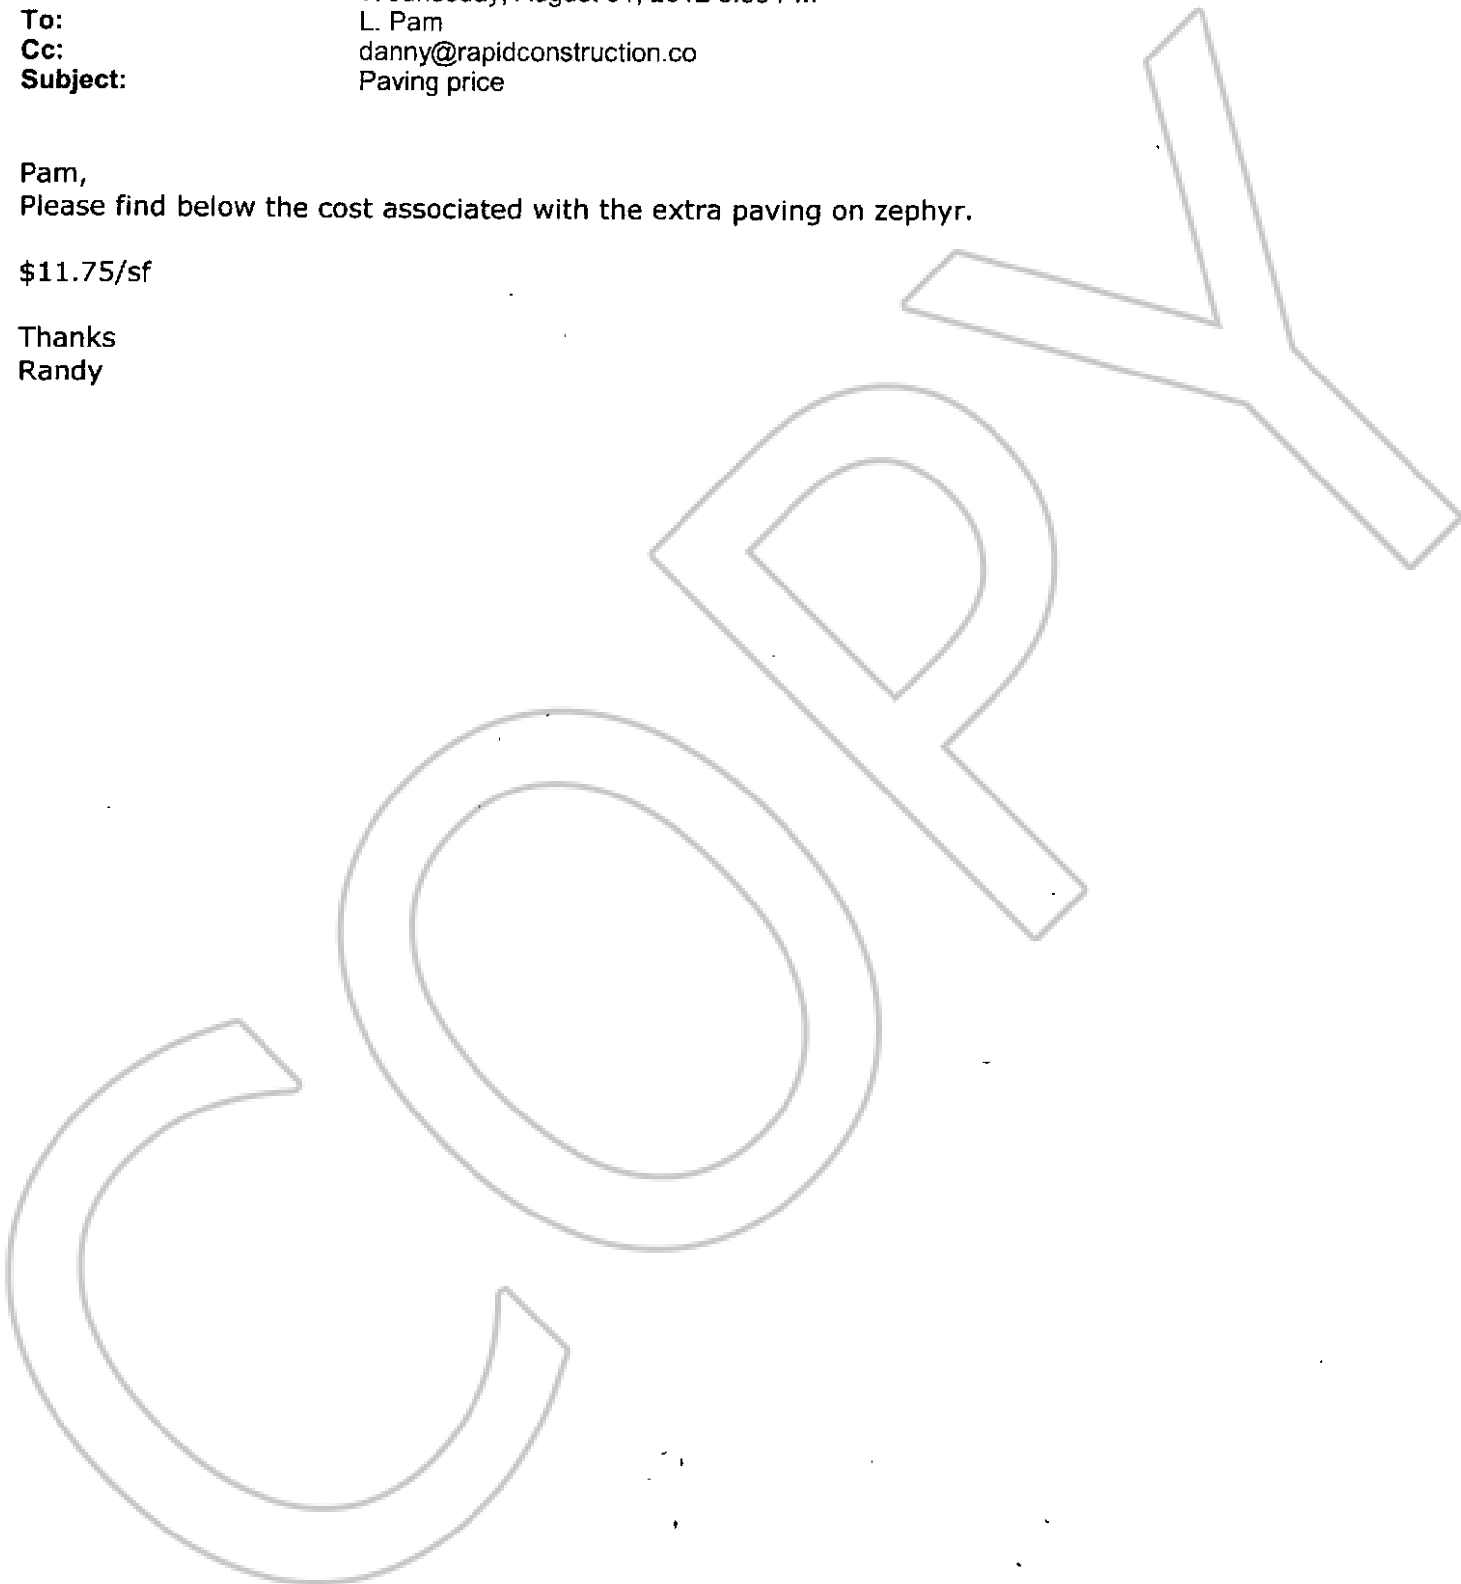 To: L. Pam
Cc: danny@rapidconstruction.co
Subject: Paving price
Pam,
Please find below the cost associated with the extra paving on zephyr.
$11.75/sf
Thanks
Randy
COPY